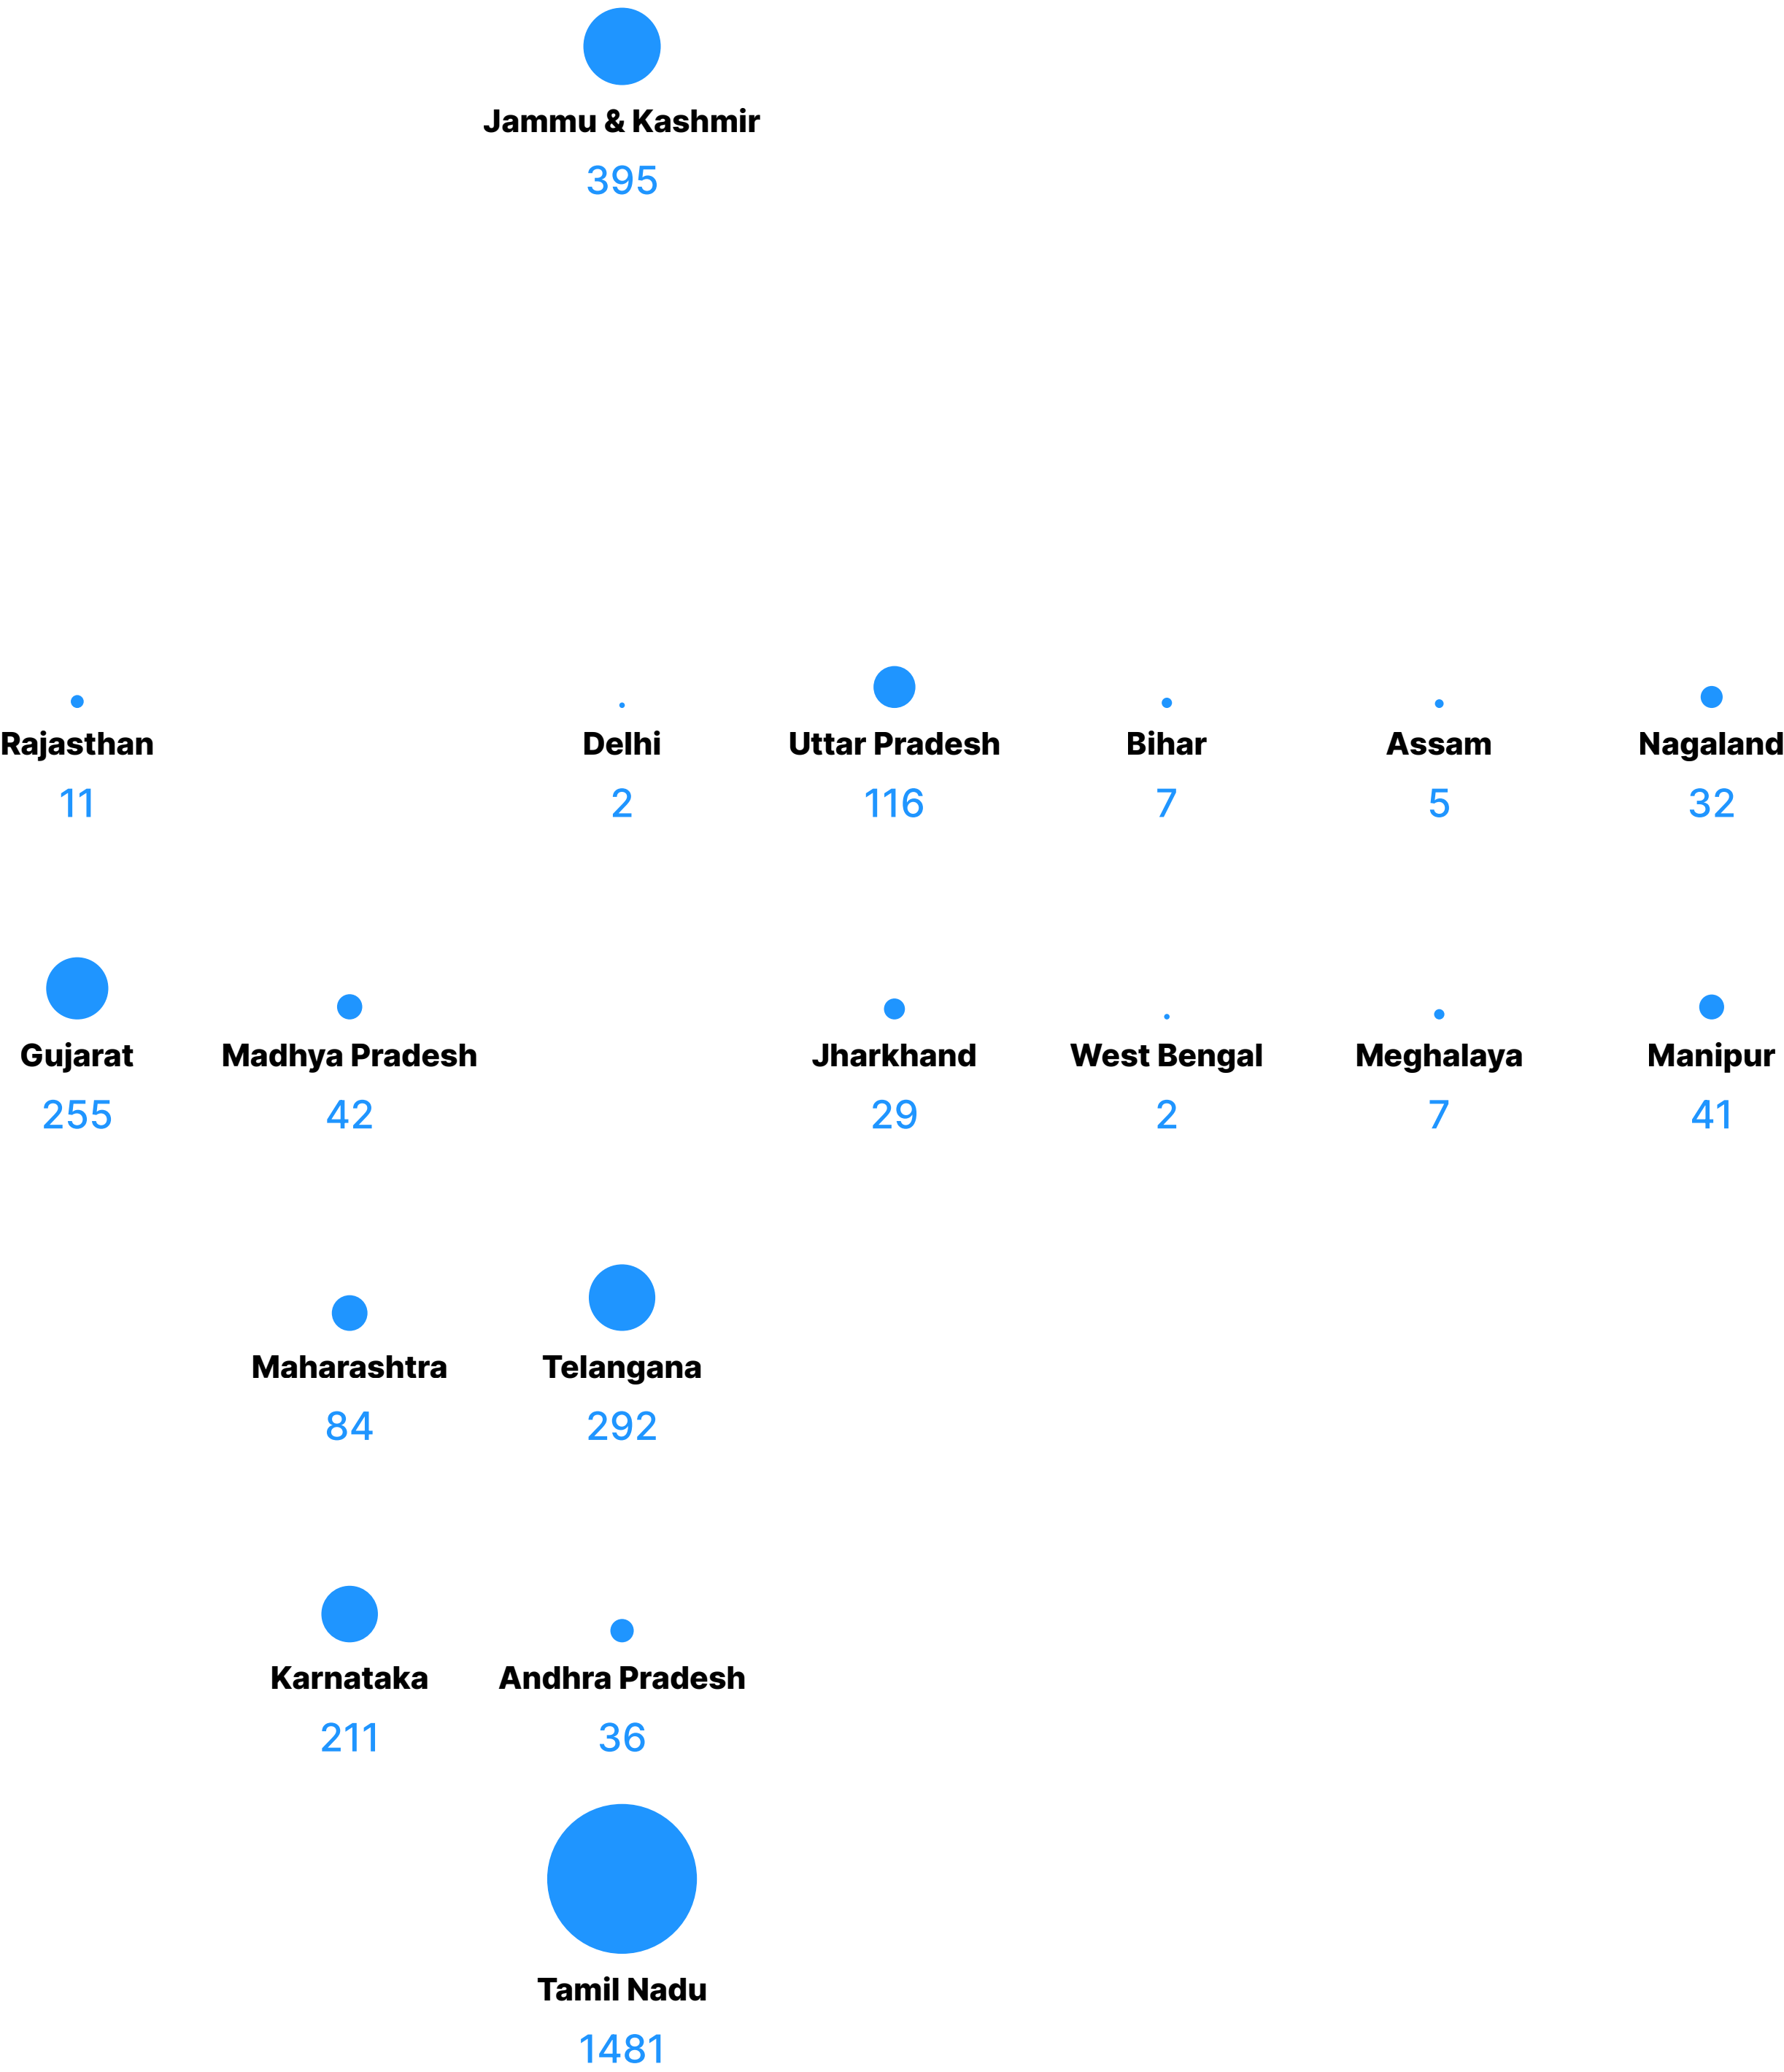 Jammu & Kashmir
395
Rajasthan
11
Delhi
2
Uttar Pradesh
116
Bihar
7
Assam
5
Nagaland
32
Gujarat
255
Madhya Pradesh
42
Jharkhand
29
West Bengal
2
Meghalaya
7
Manipur
41
Maharashtra
84
Telangana
292
Karnataka
211
Andhra Pradesh
36
Tamil Nadu
1481